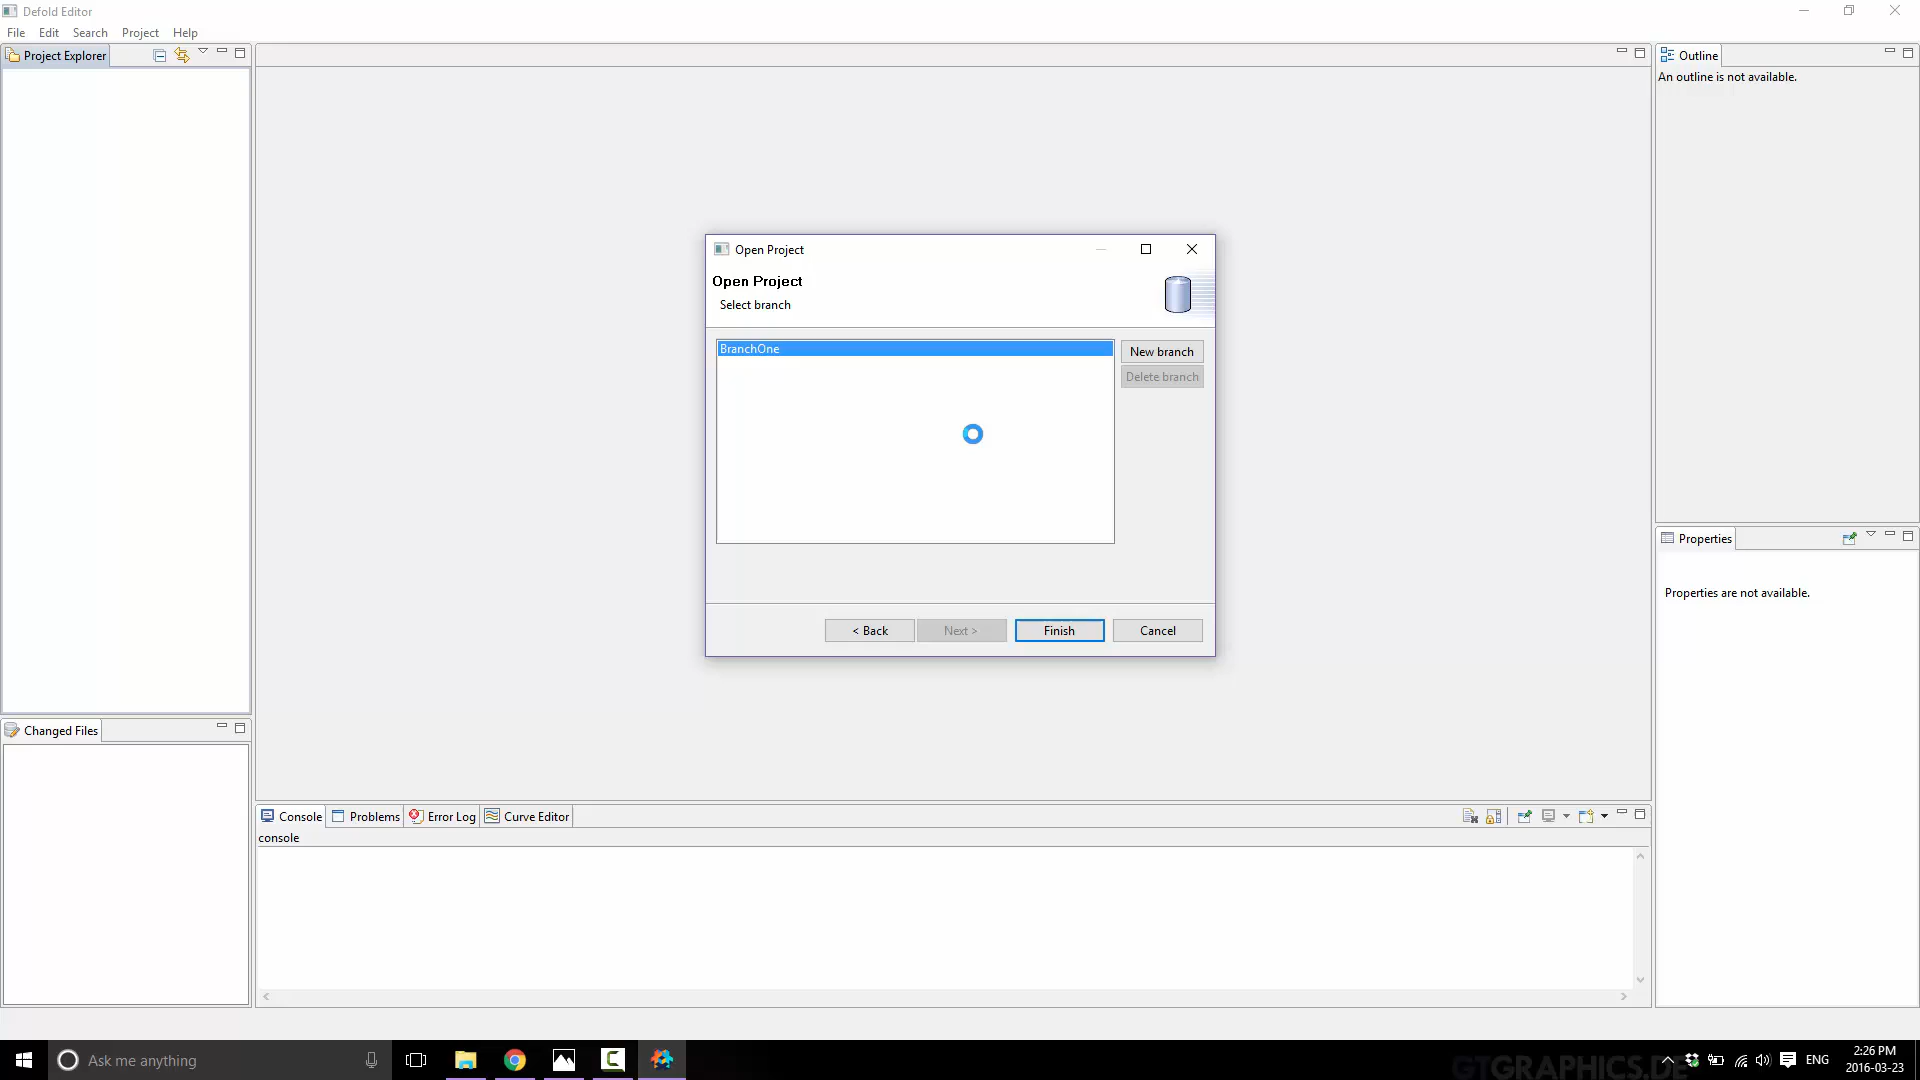 Defold Editor
File Edit Search Project Help
Project Explorer
Outline
An outline is not available.
Open Project
Open Project
Select branch
BranchOne
New branch
Delete branch
< Back Next > Finish Cancel
Properties
Properties are not available.
Changed Files
Console Problems Error Log Curve Editor
console
Ask me anything
GTGRAPHICS.DE
ENG
2:26 PM
2016-03-23